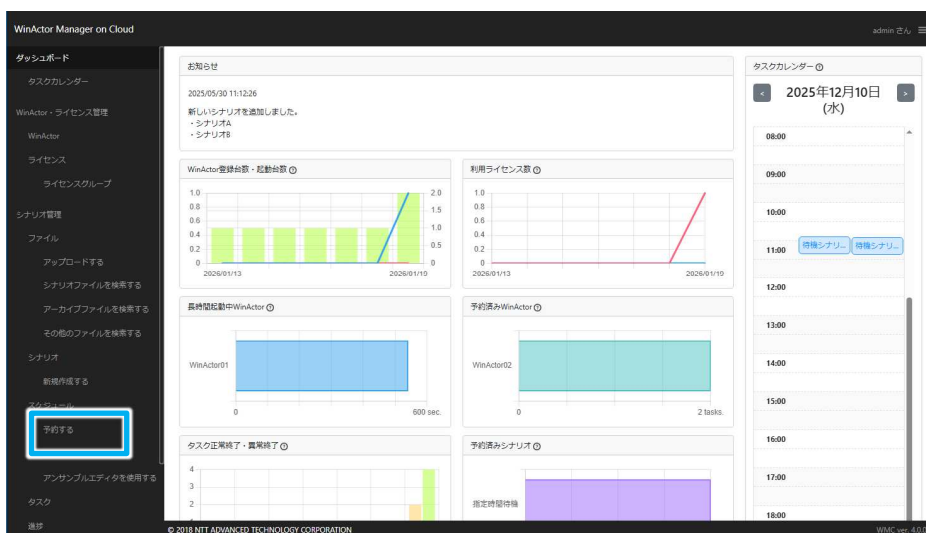 WinActor Manager on Cloud
admin さん
ダッシュボード
タスクカレンダー
WinActor・ライセンス管理
WinActor
ライセンス
ライセンスグループ
シナリオ管理
ファイル
アップロードする
シナリオファイルを検索する
アーカイブファイルを検索する
その他のファイルを検索する
シナリオ
新規作成する
スケジュール
予約する
アンサンブルエディタを使用する
タスク
進捗
お知らせ
2025/05/30 11:12:26
新しいシナリオを追加しました。
・シナリオA
・シナリオB
WinActor登録台数・起動台数
1.0
0.8
0.6
0.4
0.2
0
2.0
1.5
1.0
0.5
0
2026/01/13
2026/01/19
利用ライセンス数
1.0
0.8
0.6
0.4
0.2
0
2026/01/13
2026/01/19
長時間起動中WinActor
WinActor01
0
600 sec.
予約済みWinActor
WinActor02
0
2 tasks.
タスク正常終了・異常終了
4
3
2
予約済みシナリオ
指定時間待機
タスクカレンダー
<
2025年12月10日
(水)
>
08:00
09:00
10:00
11:00
待機シナリ...
待機シナリ...
12:00
13:00
14:00
15:00
16:00
17:00
18:00
© 2018 NTT ADVANCED TECHNOLOGY CORPORATION
WMC ver. 4.0.0